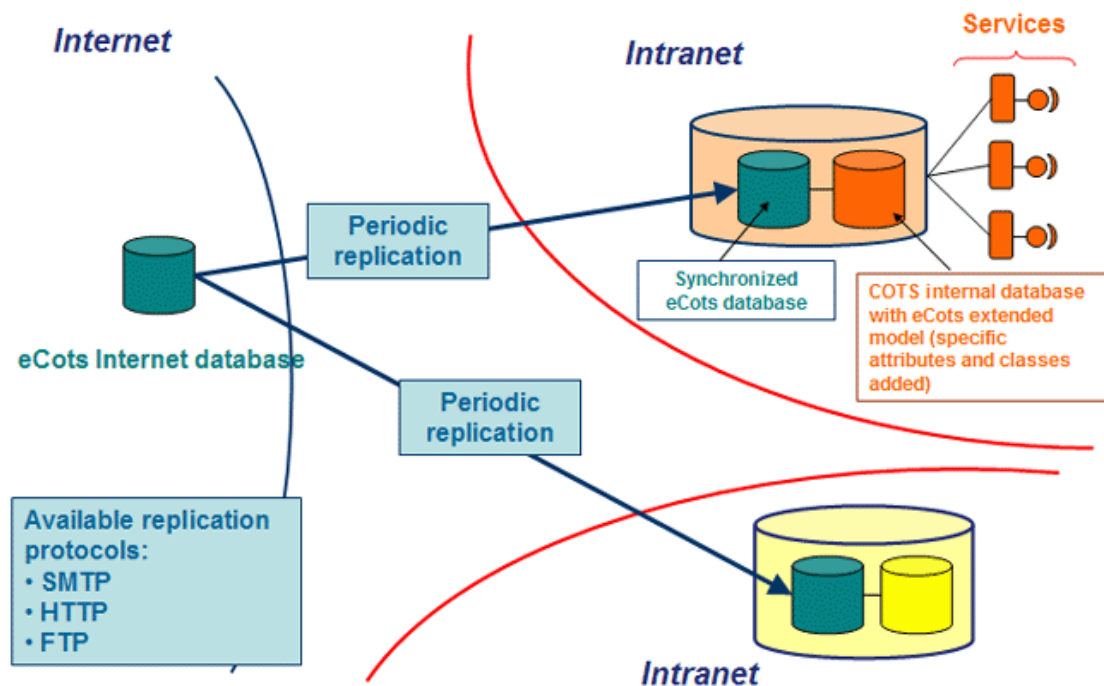 Internet
Intranet
Services
Periodic
replication
Synchronized
eCots database
COTS internal database
with eCots extended
model (specific
attributes and classes
added)
eCots Internet database
Periodic
replication
Available replication
protocols:
• SMTP
• HTTP
• FTP
Intranet